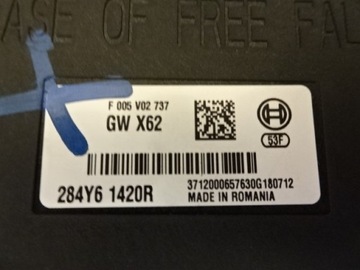 ASE OF FREE FAL
F 005 V02 737
GW X62
53F
284Y6 1420R
3712000657630G180712
MADE IN ROMANIA